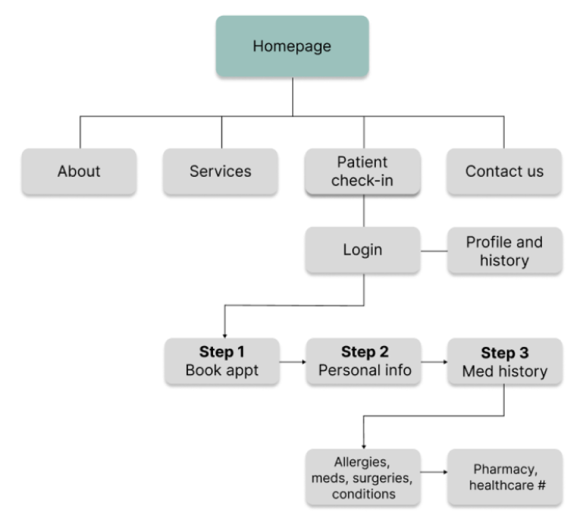 Homepage
About
Services
Patient
check-in
Contact us
Login
Profile and
history
Step 1
Book appt
Step 2
Personal info
Step 3
Med history
Allergies,
meds, surgeries,
conditions
Pharmacy,
healthcare #